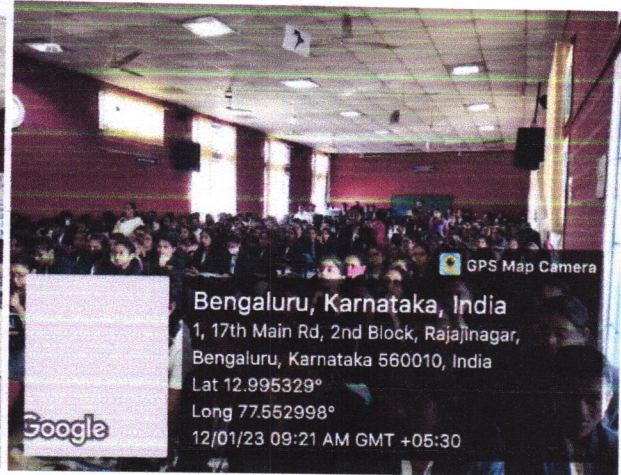 GPS Map Camera
Bengaluru, Karnataka, India
1, 17th Main Rd, 2nd Block, Rajajinagar,
Bengaluru, Karnataka 560010, India
Lat 12.995329°
Long 77.552998°
12/01/23 09:21 AM GMT +05:30
Google